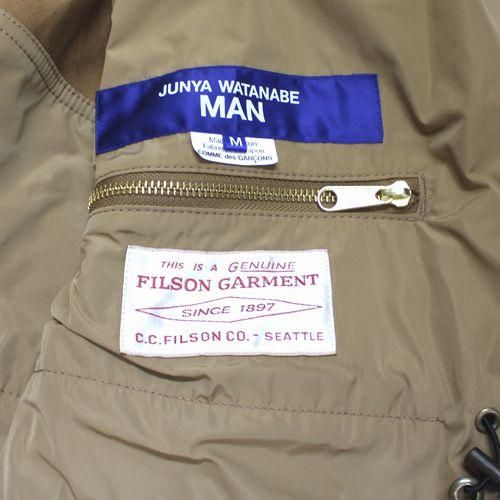 JUNYA WATANABE
MAN
M
COMME des GARÇONS
THIS IS A GENUINE
FILSON GARMENT
SINCE 1897
C.C. FILSON CO. - SEATTLE